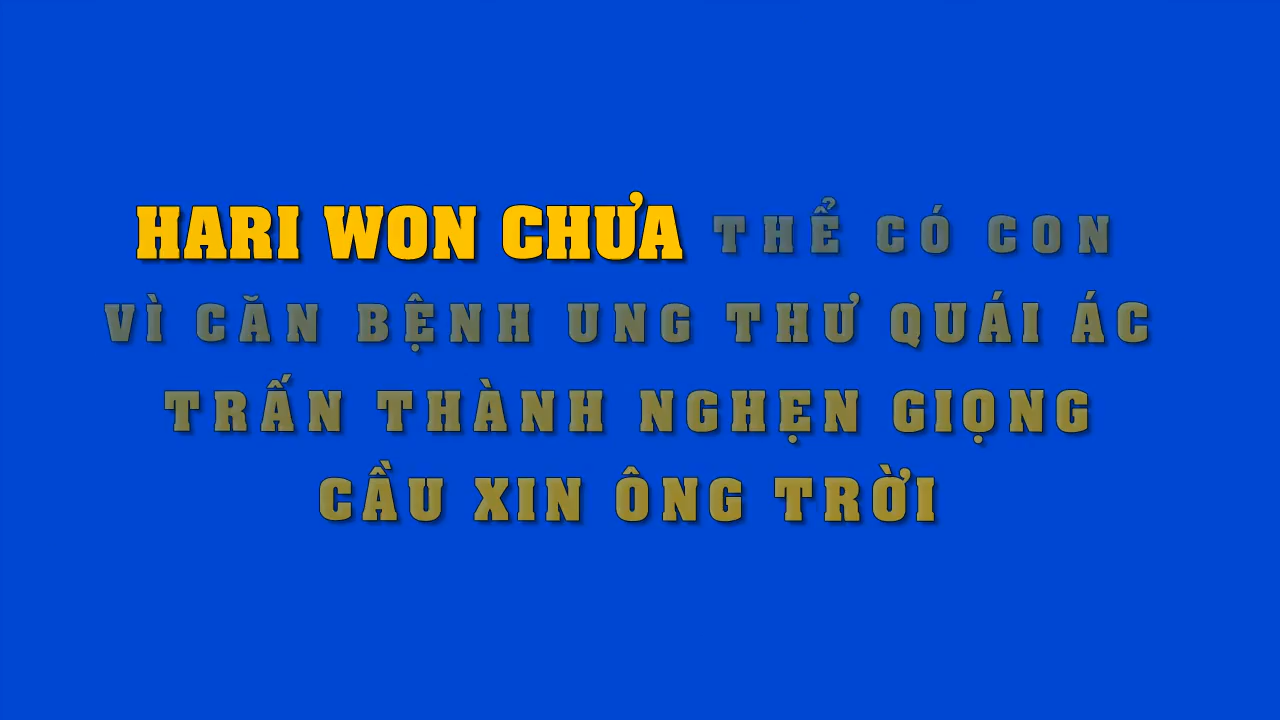 HARI WON CHƯA THỂ CÓ CON
VÌ CĂN BỆNH UNG THƯ QUÁI ÁC
TRẤN THÀNH NGHẸN GIỌNG
CẦU XIN ÔNG TRỜI